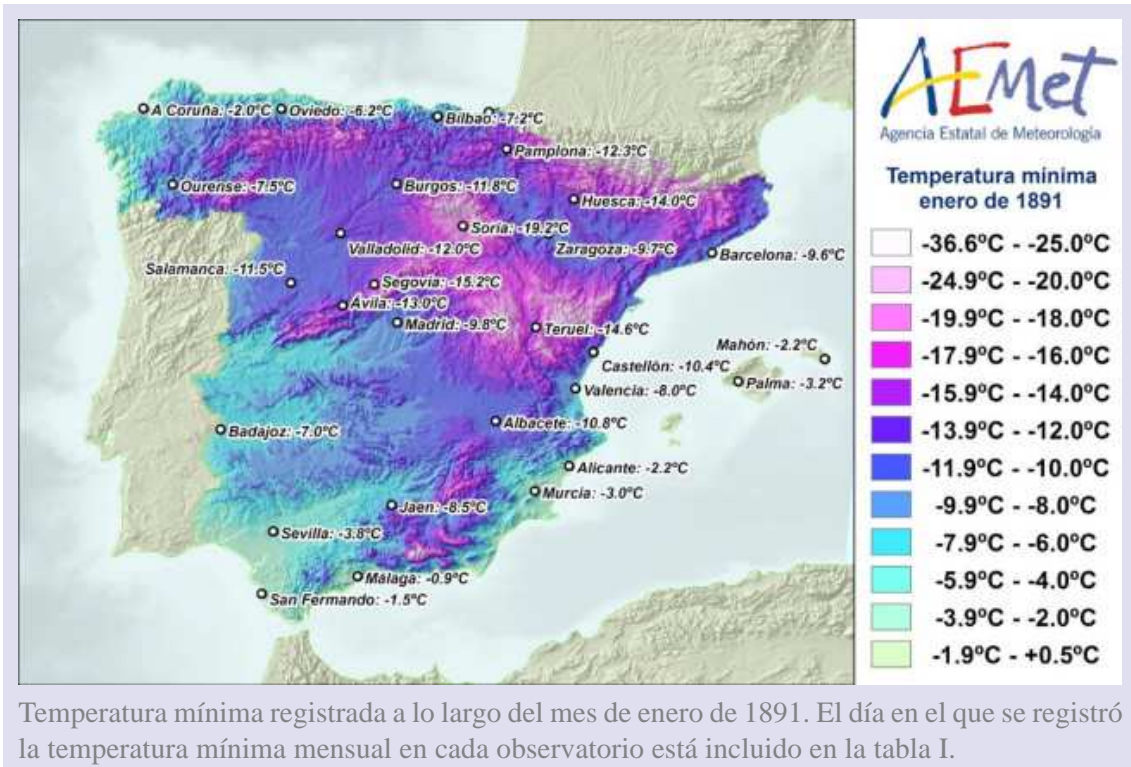 A Coruña: -2.0ºC
Oviedo: -6.2ºC
Bilbao: -7.2ºC
Pamplona: -12.3ºC
Ourense: -7.5ºC
Burgos: -11.8ºC
Huesca: -14.0ºC
Soria: -19.2ºC
Valladolid: -12.0ºC
Zaragoza: -9.7ºC
Barcelona: -9.6ºC
Salamanca: -11.5ºC
Segovia: -15.2ºC
Ávila: -13.0ºC
Madrid: -9.8ºC
Teruel: -14.6ºC
Mahón: -2.2ºC
Castellón: -10.4ºC
Palma: -3.2ºC
Valencia: -8.0ºC
Badajoz: -7.0ºC
Albacete: -10.8ºC
Alicante: -2.2ºC
Murcia: -3.0ºC
Jaen: -8.5ºC
Sevilla: -3.8ºC
Málaga: -0.9ºC
San Fernando: -1.5ºC
AEMet
Agencia Estatal de Meteorología
Temperatura minima
enero de 1891
-36.6ºC - -25.0ºC
-24.9ºC - -20.0ºC
-19.9ºC - -18.0ºC
-17.9ºC - -16.0ºC
-15.9ºC - -14.0ºC
-13.9ºC - -12.0ºC
-11.9ºC - -10.0ºC
-9.9ºC - -8.0ºC
-7.9ºC - -6.0ºC
-5.9ºC - -4.0ºC
-3.9ºC - -2.0ºC
-1.9ºC - +0.5ºC
Temperatura mínima registrada a lo largo del mes de enero de 1891. El día en el que se registró
la temperatura mínima mensual en cada observatorio está incluido en la tabla I.